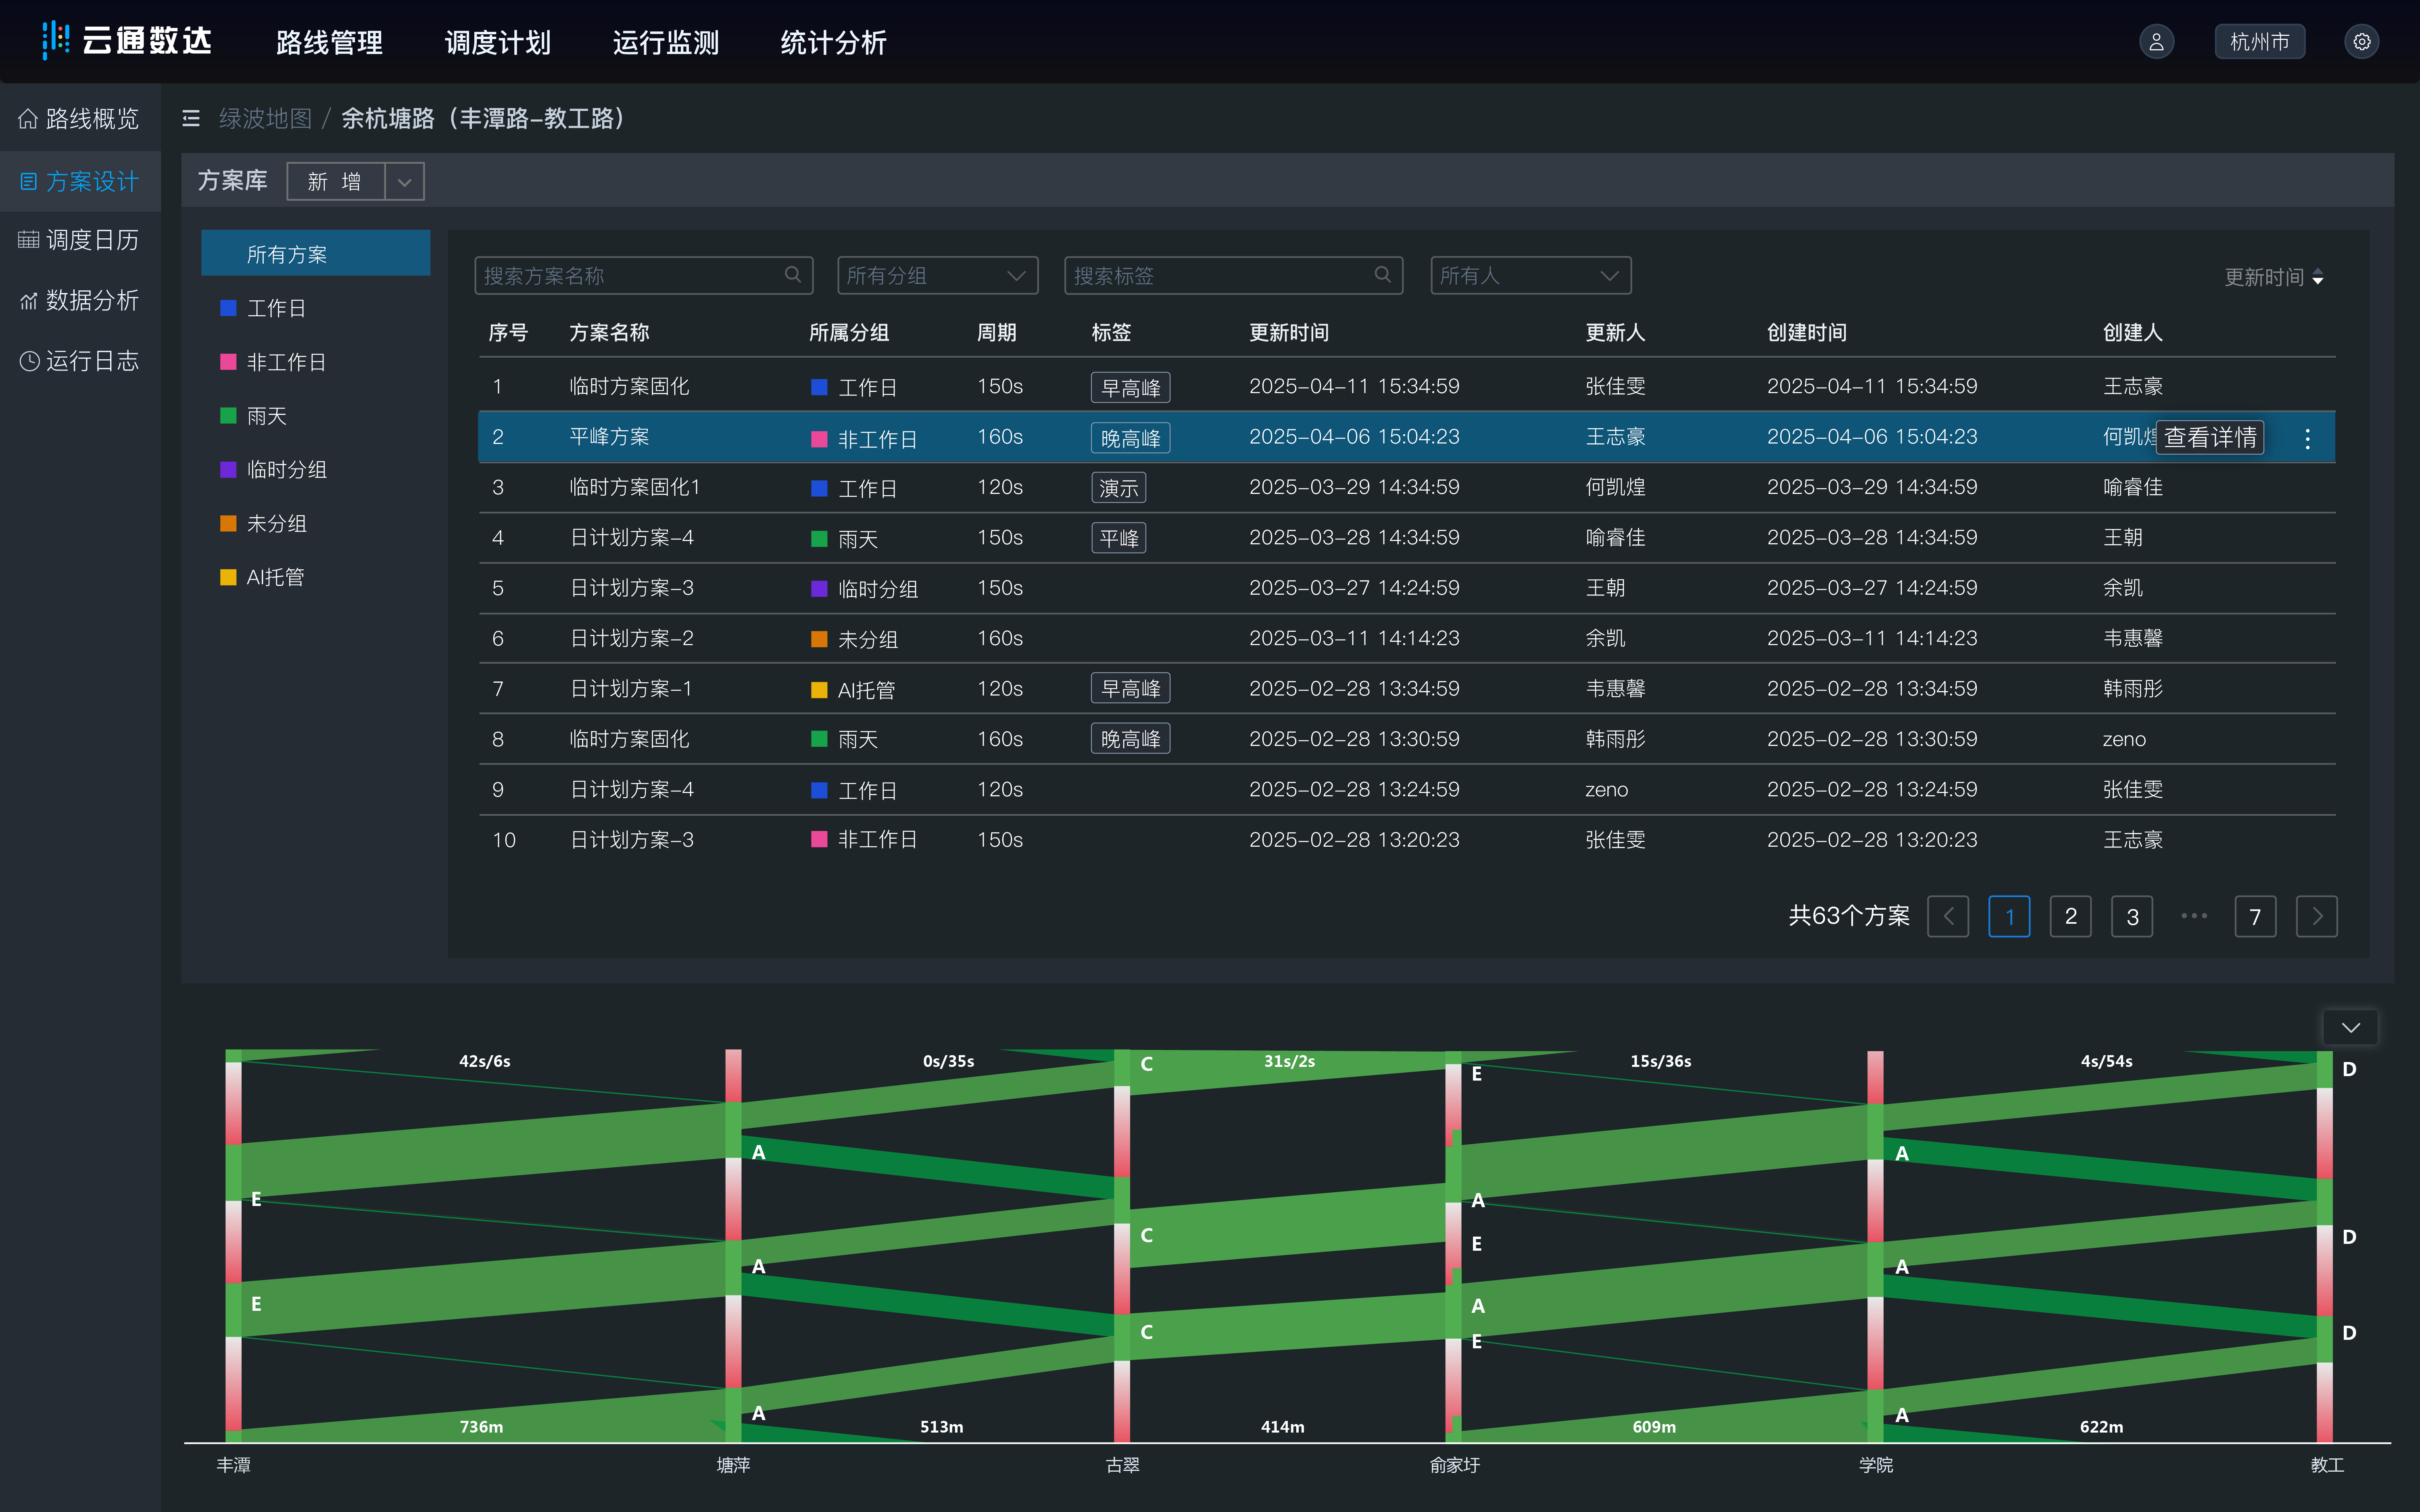 云通数达 路线管理 调度计划 运行监测 统计分析 杭州市
路线概览
方案设计
调度日历
数据分析
运行日志
绿波地图 / 余杭塘路（丰潭路-教工路）
方案库 新 增
所有方案
工作日
非工作日
雨天
临时分组
未分组
AI托管
搜索方案名称 所有分组 搜索标签 所有人 更新时间
序号 方案名称 所属分组 周期 标签 更新时间 更新人 创建时间 创建人
1 临时方案固化 工作日 150s 早高峰 2025-04-11 15:34:59 张佳雯 2025-04-11 15:34:59 王志豪
2 平峰方案 非工作日 160s 晚高峰 2025-04-06 15:04:23 王志豪 2025-04-06 15:04:23 何凯煌 查看详情
3 临时方案固化1 工作日 120s 演示 2025-03-29 14:34:59 何凯煌 2025-03-29 14:34:59 喻睿佳
4 日计划方案-4 雨天 150s 平峰 2025-03-28 14:34:59 喻睿佳 2025-03-28 14:34:59 王朝
5 日计划方案-3 临时分组 150s 2025-03-27 14:24:59 王朝 2025-03-27 14:24:59 余凯
6 日计划方案-2 未分组 160s 2025-03-11 14:14:23 余凯 2025-03-11 14:14:23 韦惠馨
7 日计划方案-1 AI托管 120s 早高峰 2025-02-28 13:34:59 韦惠馨 2025-02-28 13:34:59 韩雨彤
8 临时方案固化 雨天 160s 晚高峰 2025-02-28 13:30:59 韩雨彤 2025-02-28 13:30:59 zeno
9 日计划方案-4 工作日 120s 2025-02-28 13:24:59 zeno 2025-02-28 13:24:59 张佳雯
10 日计划方案-3 非工作日 150s 2025-02-28 13:20:23 张佳雯 2025-02-28 13:20:23 王志豪
共63个方案 1 2 3 ••• 7
42s/6s 0s/35s C 31s/2s E 15s/36s 4s/54s D
A A
E A
C E D
A A
E A
C E D
A A
736m 513m 414m 609m 622m
丰潭 塘萍 古翠 俞家圩 学院 教工